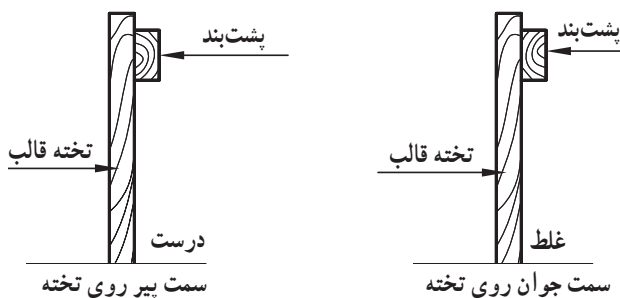 پشت‌بند
تخته قالب
غلط
سمت جوان روی تخته
پشت‌بند
تخته قالب
درست
سمت پیر روی تخته